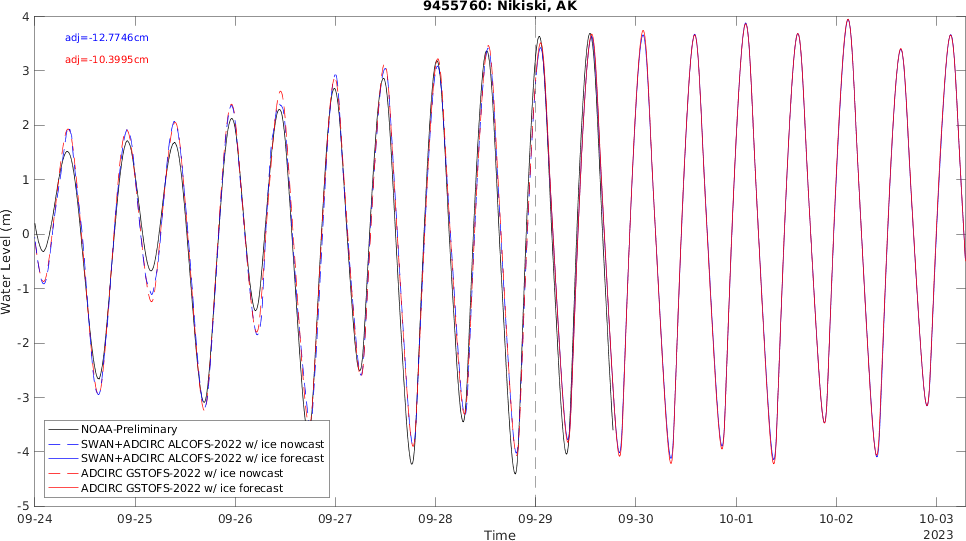 9455760: Nikiski, AK
adj=-12.7746cm
adj=-10.3995cm
4
3
2
1
0
-1
-2
-3
-4
-5
Water Level (m)
NOAA-Preliminary
SWAN+ADCIRC ALCOFS-2022 w/ ice nowcast
SWAN+ADCIRC ALCOFS-2022 w/ ice forecast
ADCIRC GSTOFS-2022 w/ ice nowcast
ADCIRC GSTOFS-2022 w/ ice forecast
09-24 09-25 09-26 09-27 09-28 09-29 09-30 10-01 10-02 10-03
2023
Time